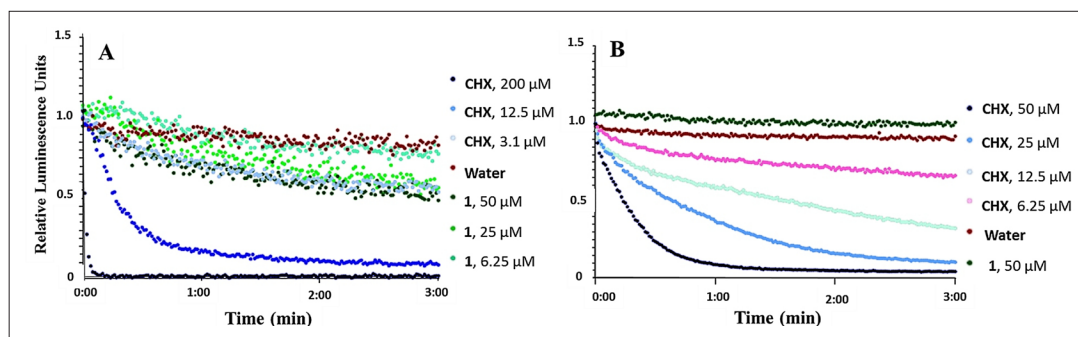 A
Relative Luminescence Units
1.5
1.0
0.5
0
0:00
1:00
2:00
3:00
Time (min)
CHX, 200 μM
CHX, 12.5 μM
CHX, 3.1 μM
Water
1, 50 μM
1, 25 μM
1, 6.25 μM
B
1.5
1.0
0.5
0
0:00
1:00
2:00
3:00
Time (min)
CHX, 50 μM
CHX, 25 μM
CHX, 12.5 μM
CHX, 6.25 μM
Water
1, 50 μM